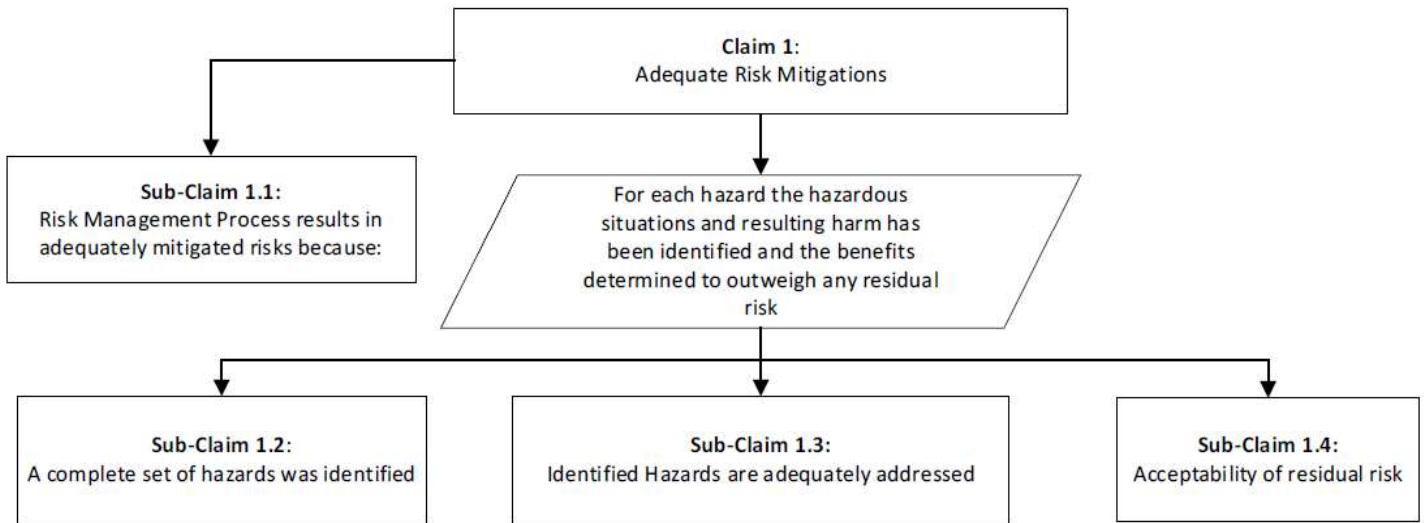 Claim 1:
Adequate Risk Mitigations
Sub-Claim 1.1:
Risk Management Process results in
adequately mitigated risks because:
For each hazard the hazardous
situations and resulting harm has
been identified and the benefits
determined to outweigh any residual
risk
Sub-Claim 1.2:
A complete set of hazards was identified
Sub-Claim 1.3:
Identified Hazards are adequately addressed
Sub-Claim 1.4:
Acceptability of residual risk